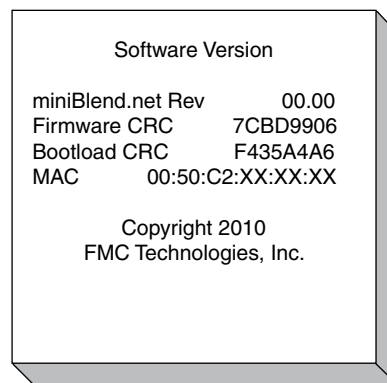 Software Version
miniBlend.net Rev 00.00
Firmware CRC 7CBD9906
Bootload CRC F435A4A6
MAC 00:50:C2:XX:XX:XX
Copyright 2010
FMC Technologies, Inc.